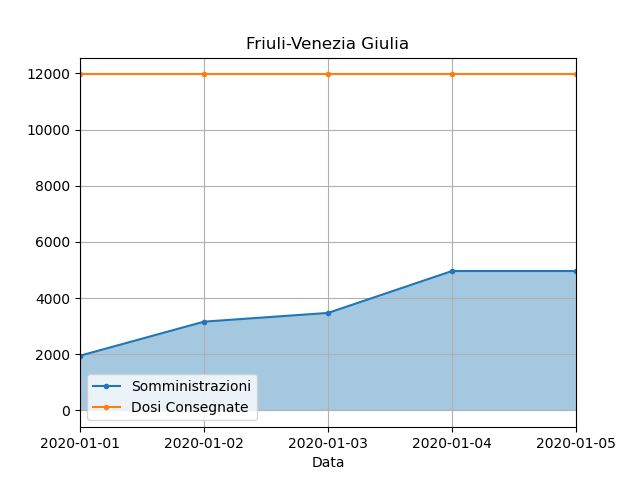 Friuli-Venezia Giulia
12000
10000
8000
6000
4000
2000
0
Somministrazioni
Dosi Consegnate
2020-01-01 2020-01-02 2020-01-03 2020-01-04 2020-01-05
Data